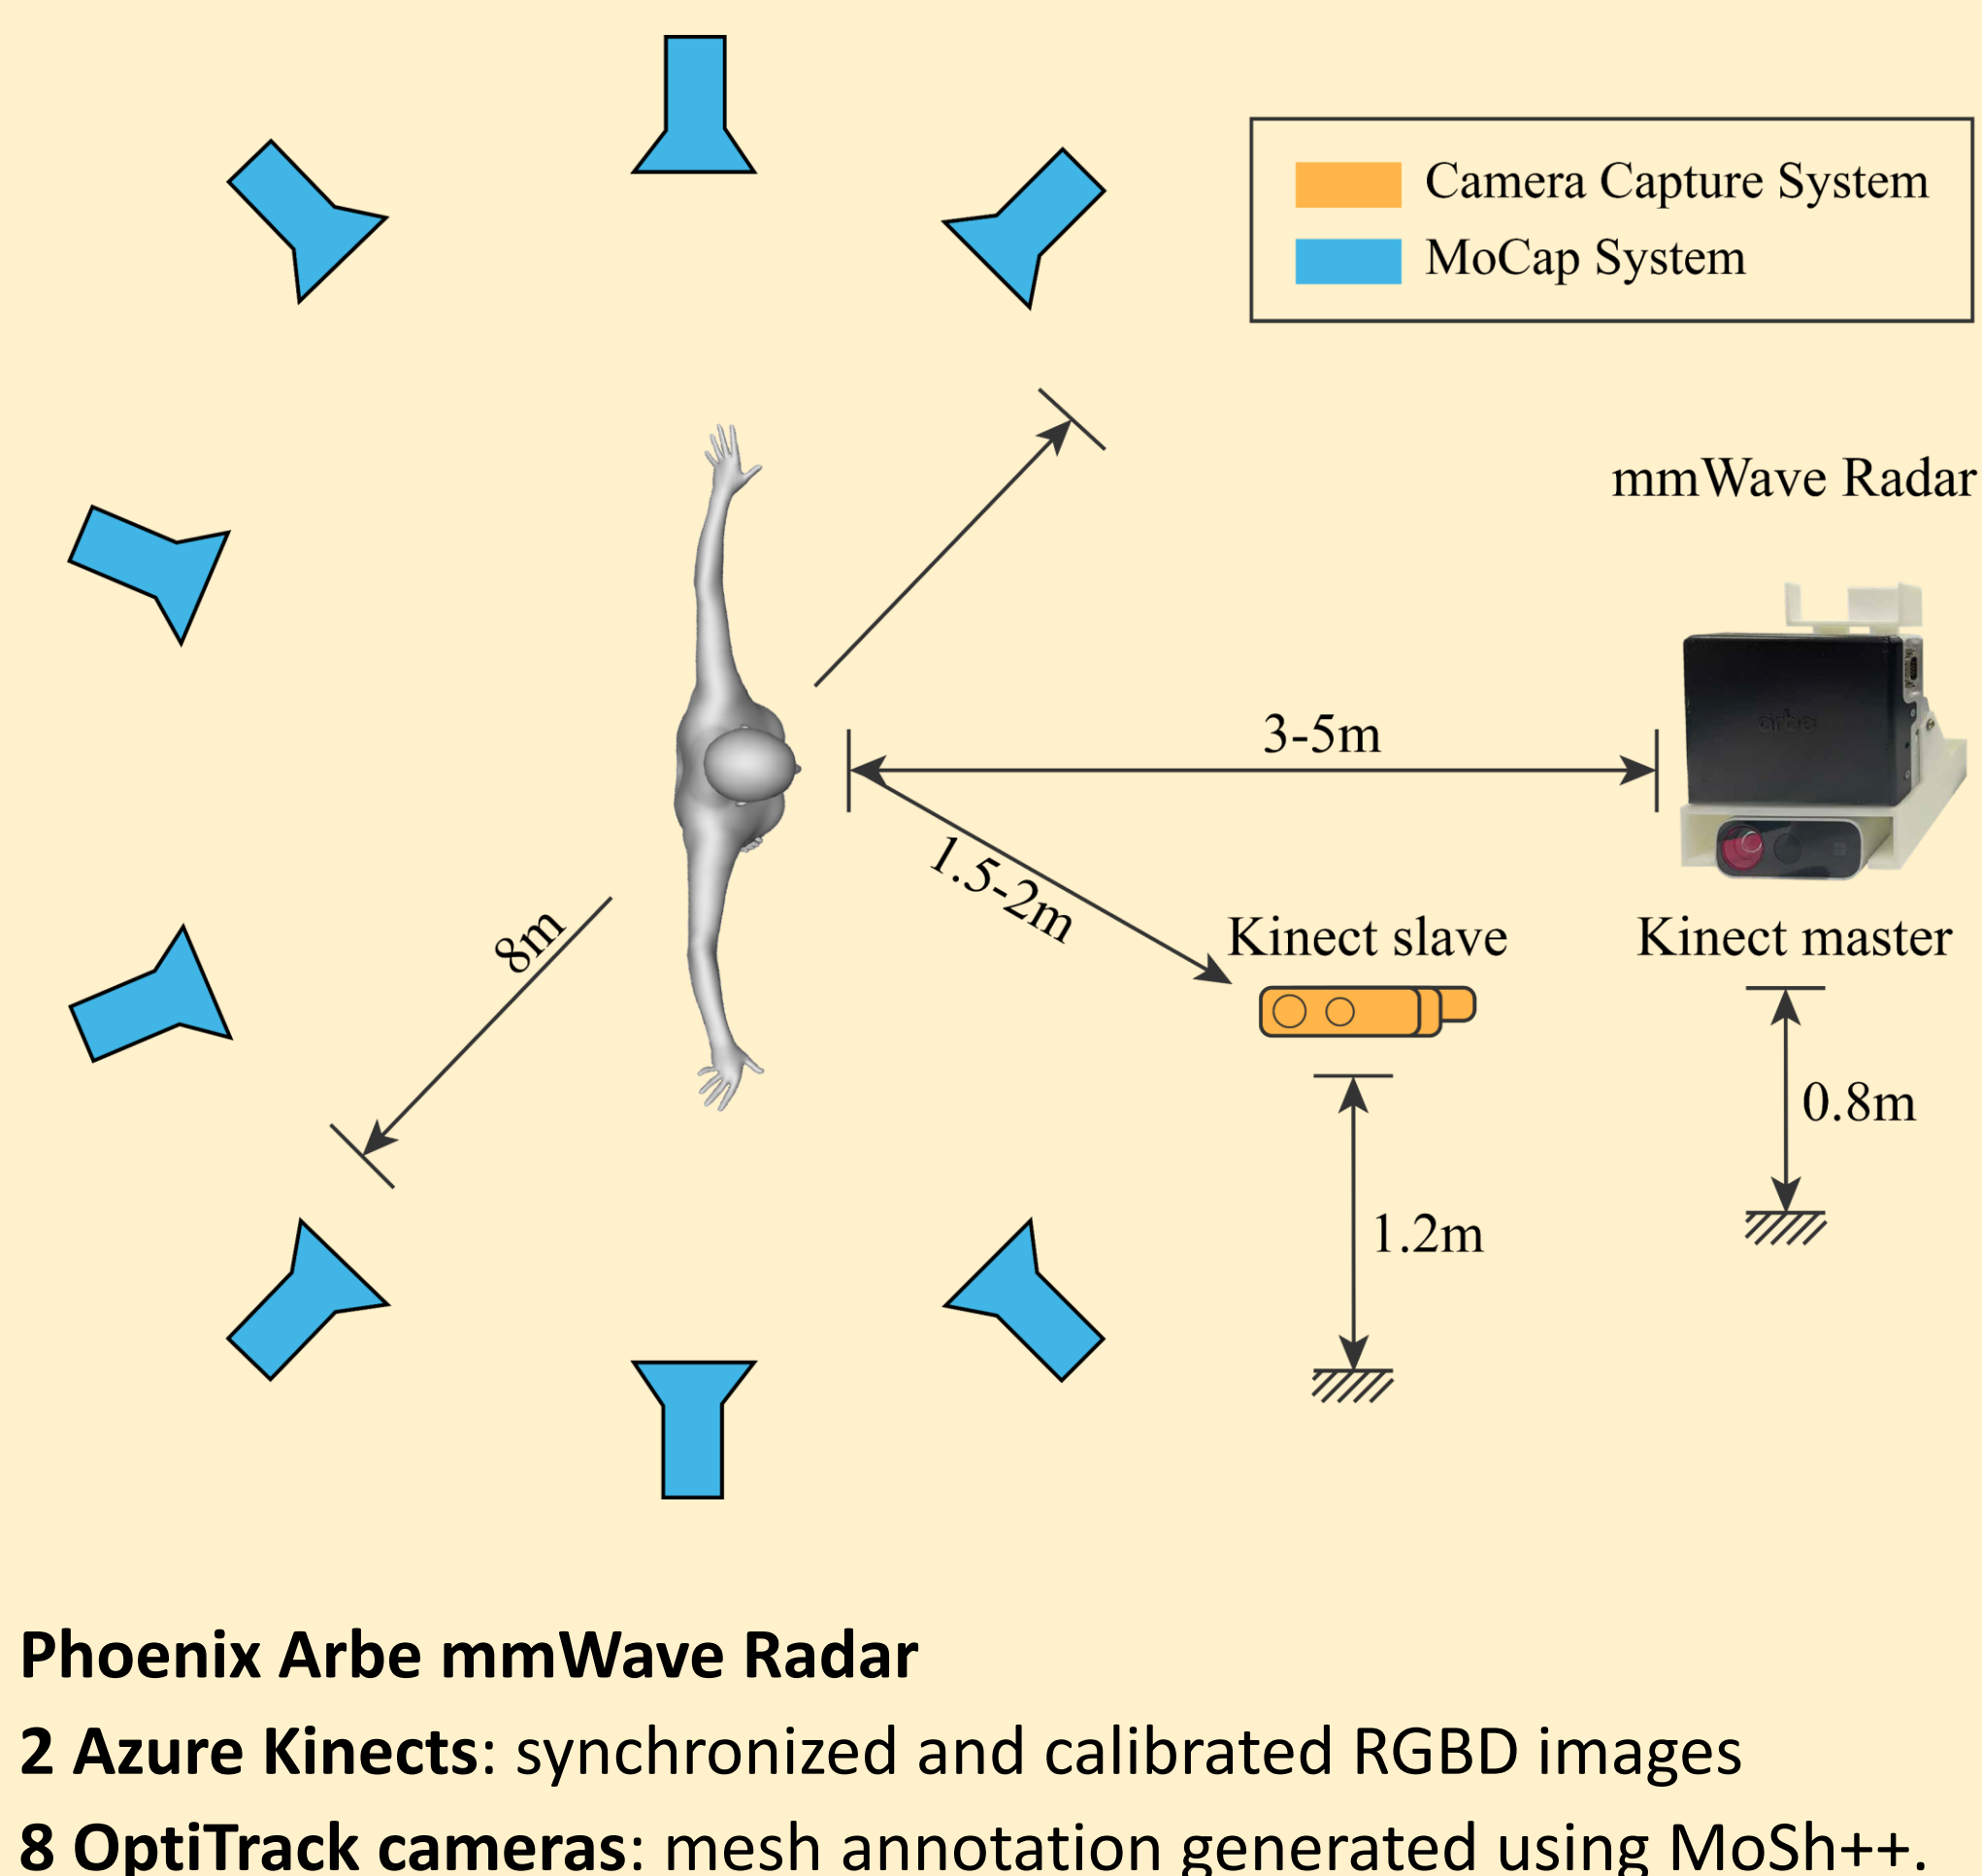 Camera Capture System
MoCap System
mmWave Radar
arbe
3-5m
1.5-2m
8m
Kinect slave
Kinect master
0.8m
1.2m
Phoenix Arbe mmWave Radar
2 Azure Kinects: synchronized and calibrated RGBD images
8 OptiTrack cameras: mesh annotation generated using MoSh++.